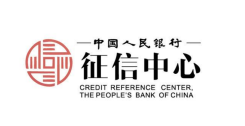 中国人民银行
征信中心
CREDIT REFERENCE CENTER,
THE PEOPLE'S BANK OF CHINA